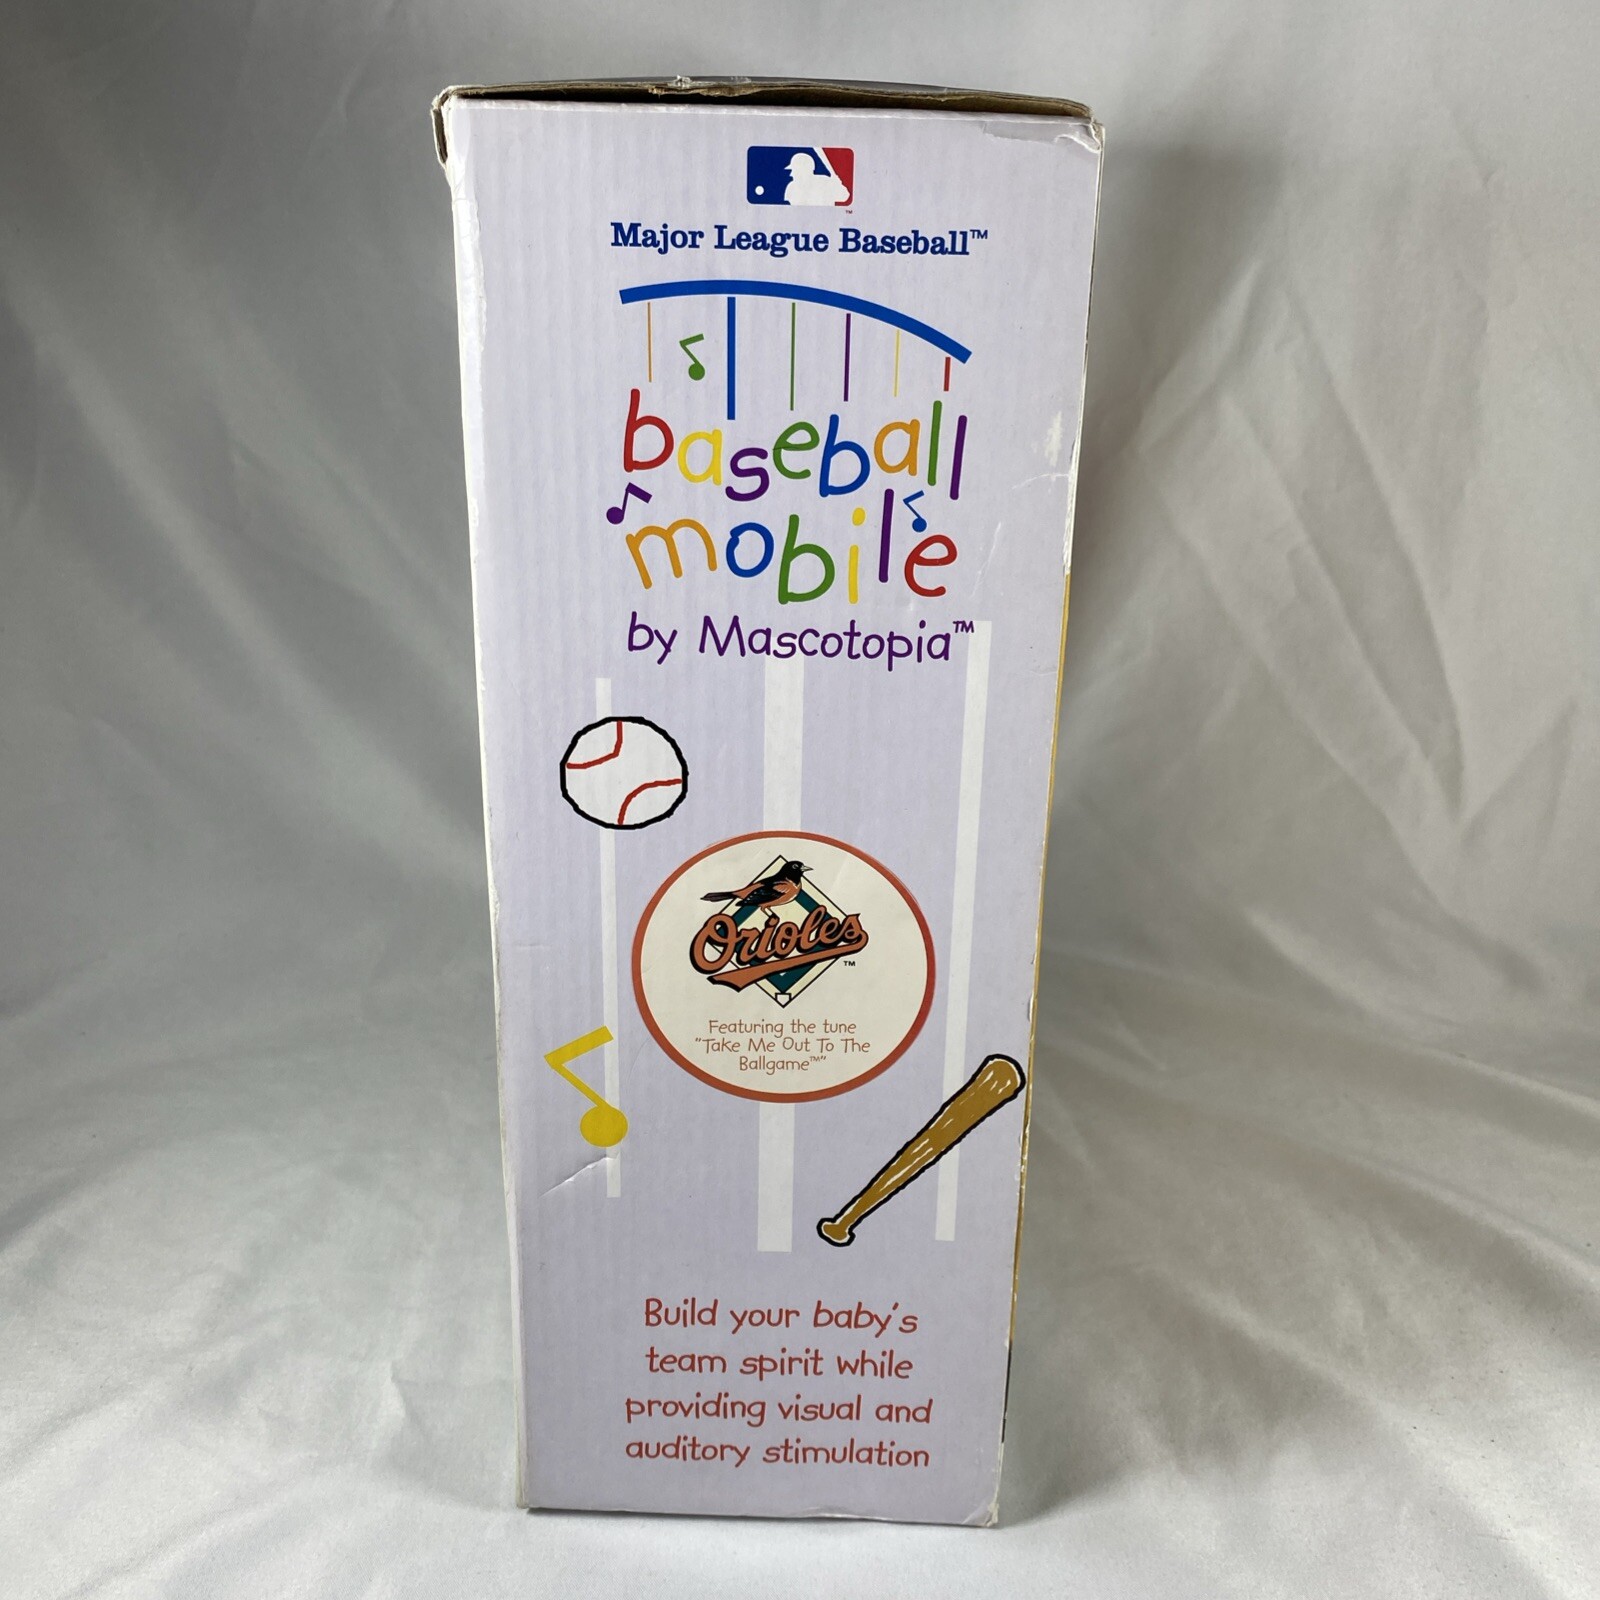 Major League Baseball™
baseball
mobile
by Mascotopia™
Orioles
™
Featuring the tune
"Take Me Out To The
Ballgame™"
Build your baby's
team spirit while
providing visual and
auditory stimulation